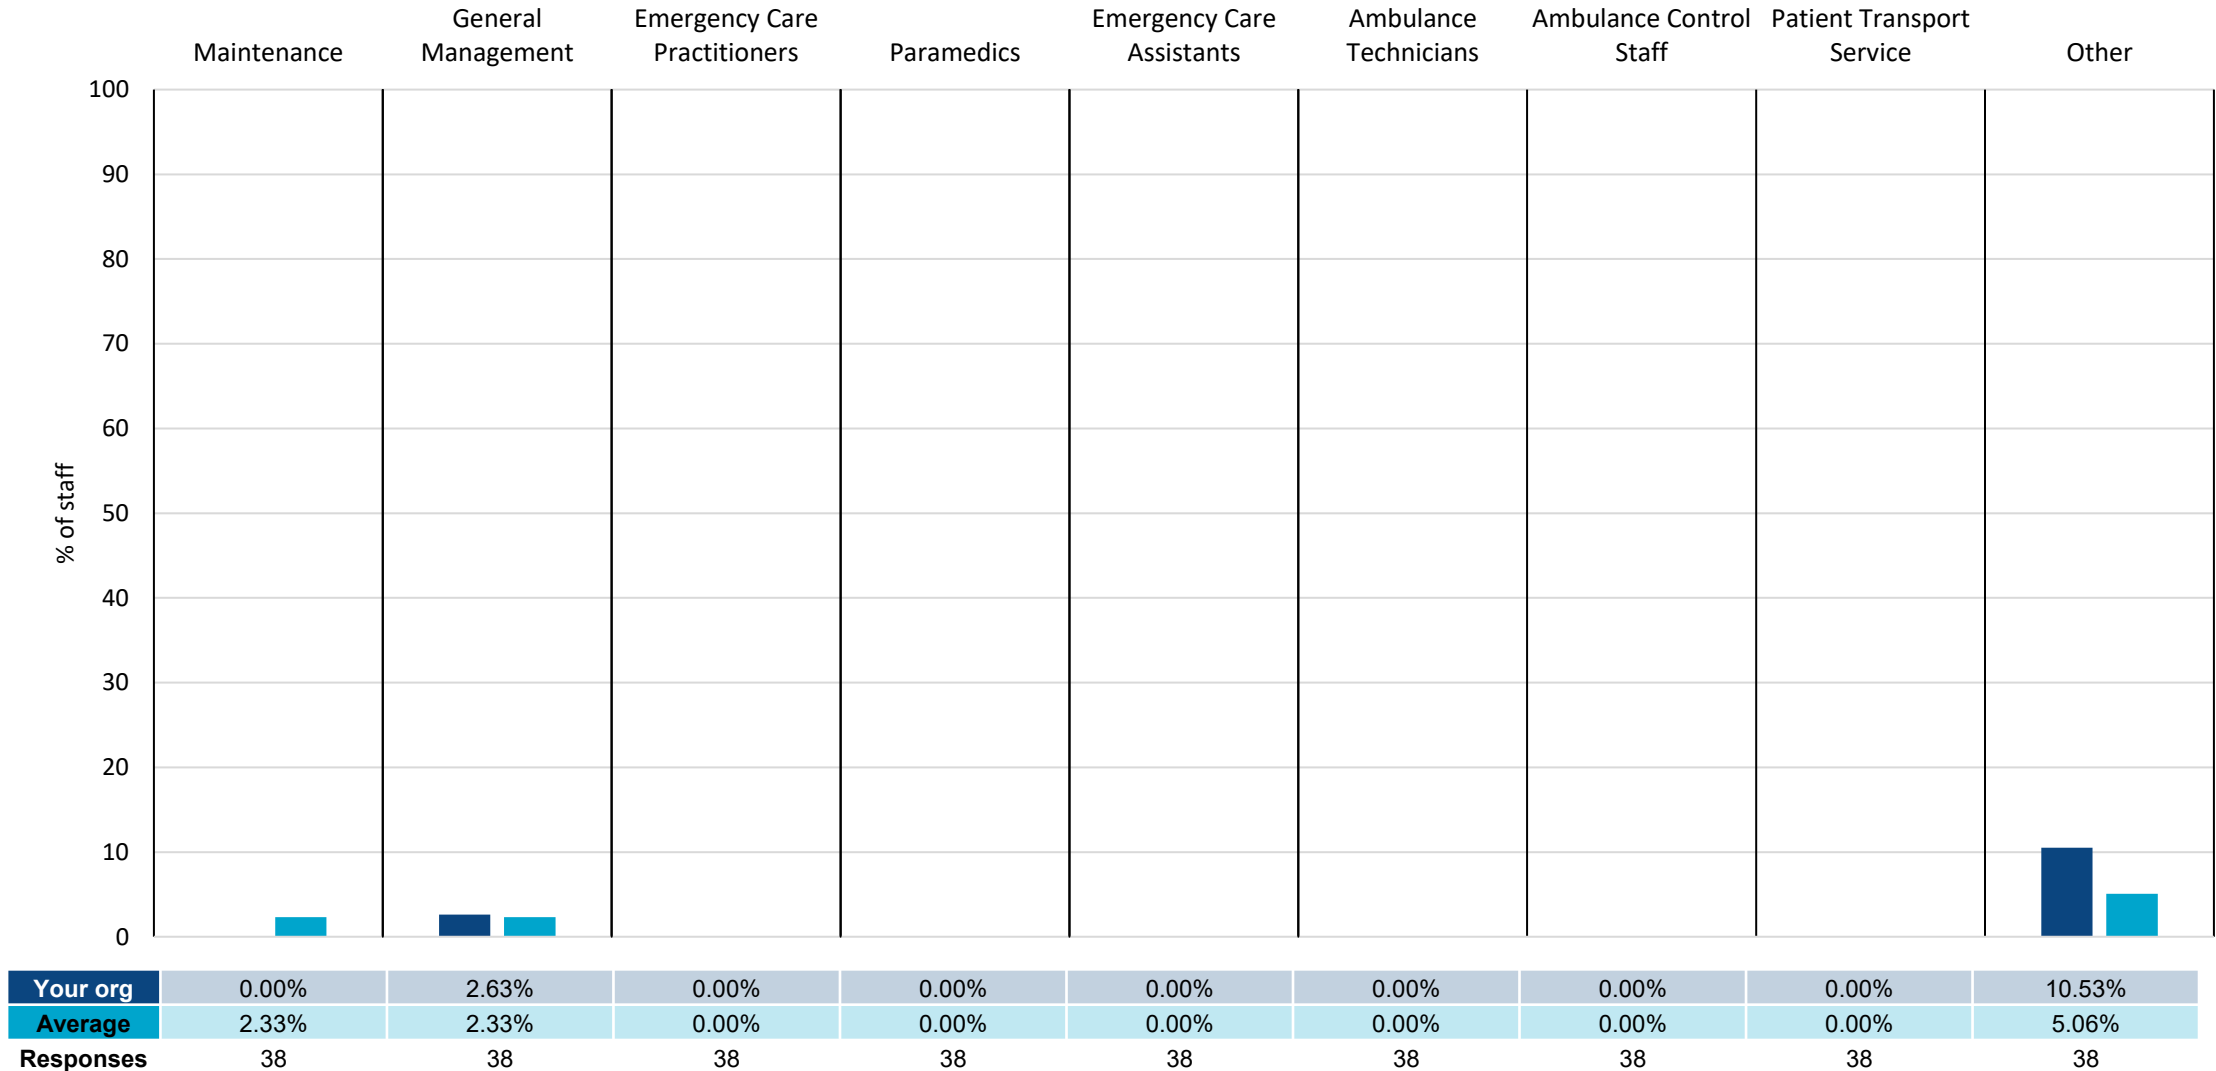 Maintenance
General
Management
Emergency Care
Practitioners
Paramedics
Emergency Care
Assistants
Ambulance
Technicians
Ambulance Control
Staff
Patient Transport
Service
Other
% of staff
100
90
80
70
60
50
40
30
20
10
0
Your org 0.00% 2.63% 0.00% 0.00% 0.00% 0.00% 0.00% 0.00% 10.53%
Average 2.33% 2.33% 0.00% 0.00% 0.00% 0.00% 0.00% 0.00% 5.06%
Responses 38 38 38 38 38 38 38 38 38